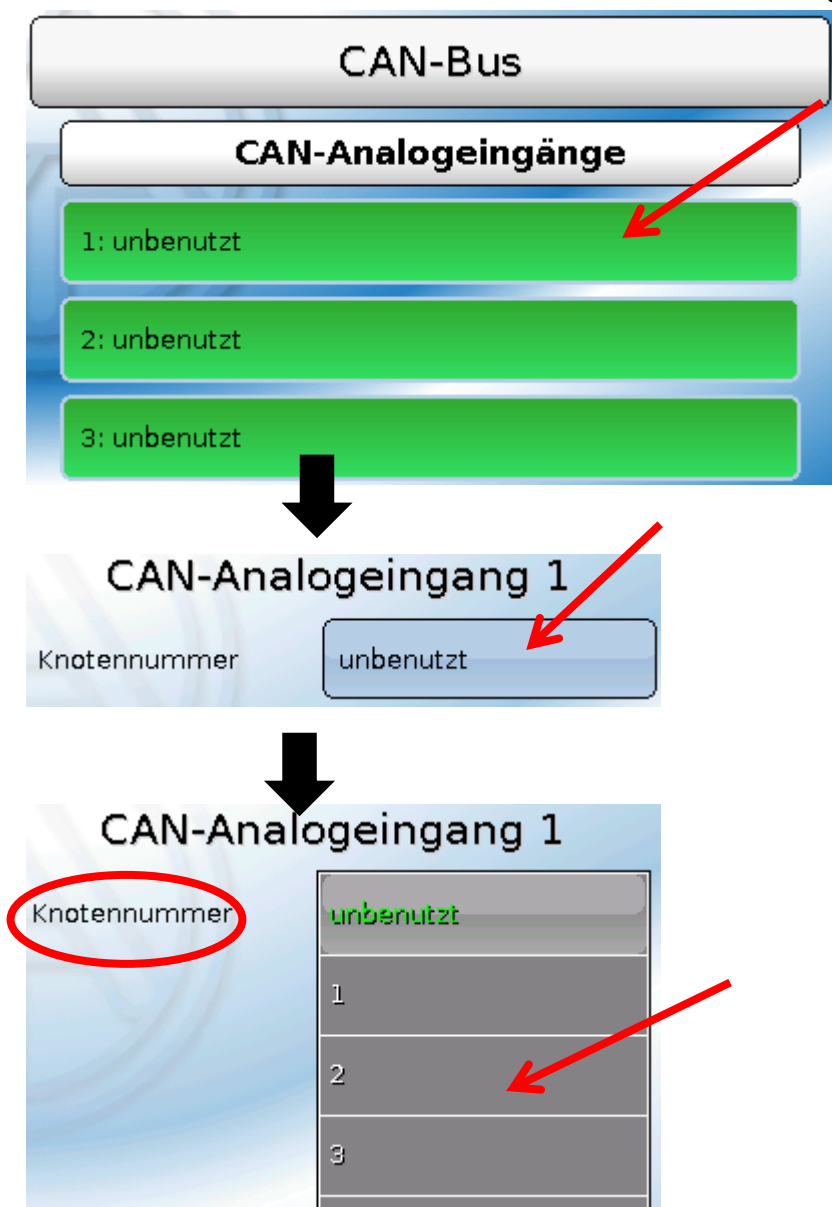 CAN-Bus
CAN-Analogeingänge
1: unbenutzt
2: unbenutzt
3: unbenutzt
CAN-Analogeingang 1
Knotennummer unbenutzt
CAN-Analogeingang 1
Knotennummer unbenutzt
1
2
3